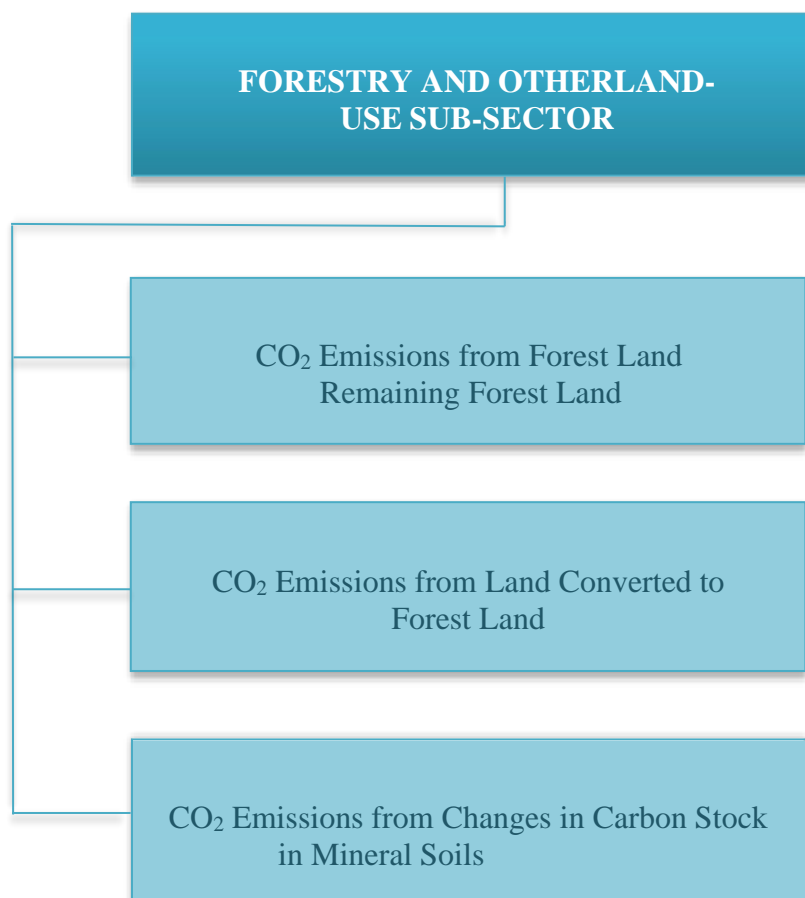 FORESTRY AND OTHERLAND-
USE SUB-SECTOR
CO₂ Emissions from Forest Land
Remaining Forest Land
CO₂ Emissions from Land Converted to
Forest Land
CO₂ Emissions from Changes in Carbon Stock
in Mineral Soils